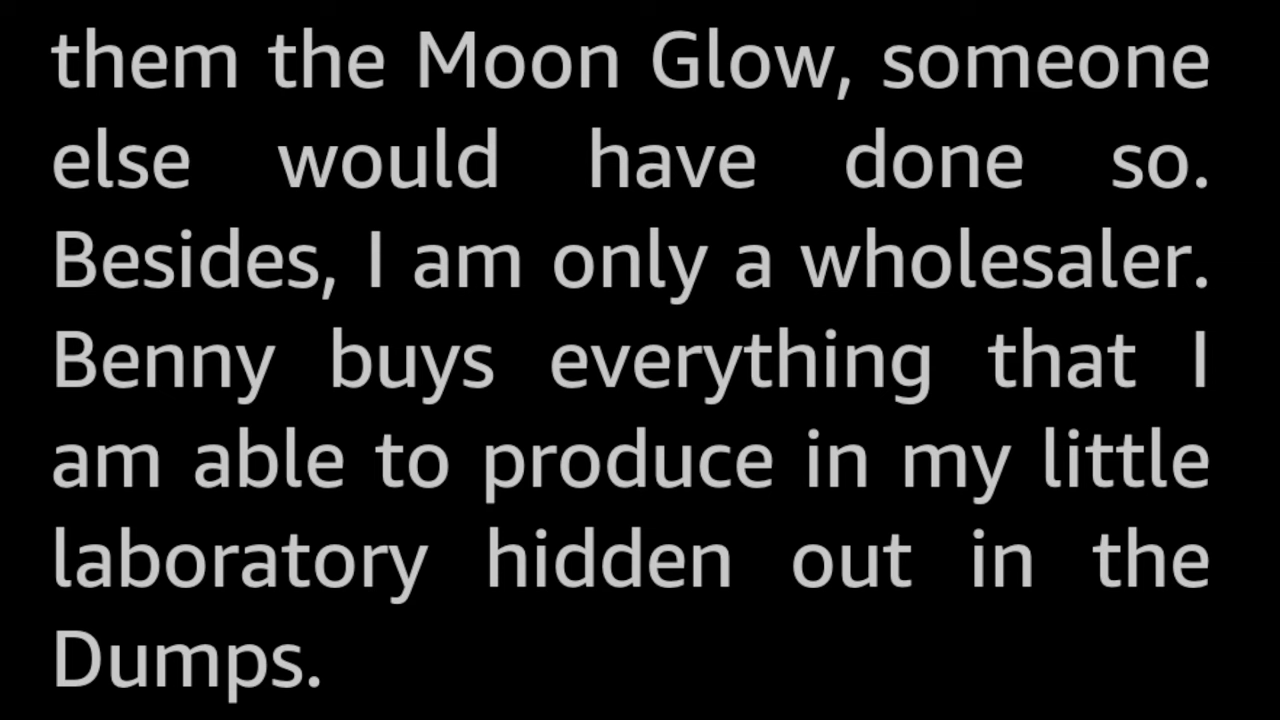 them the Moon Glow, someone
else would have done so.
Besides, I am only a wholesaler.
Benny buys everything that I
am able to produce in my little
laboratory hidden out in the
Dumps.